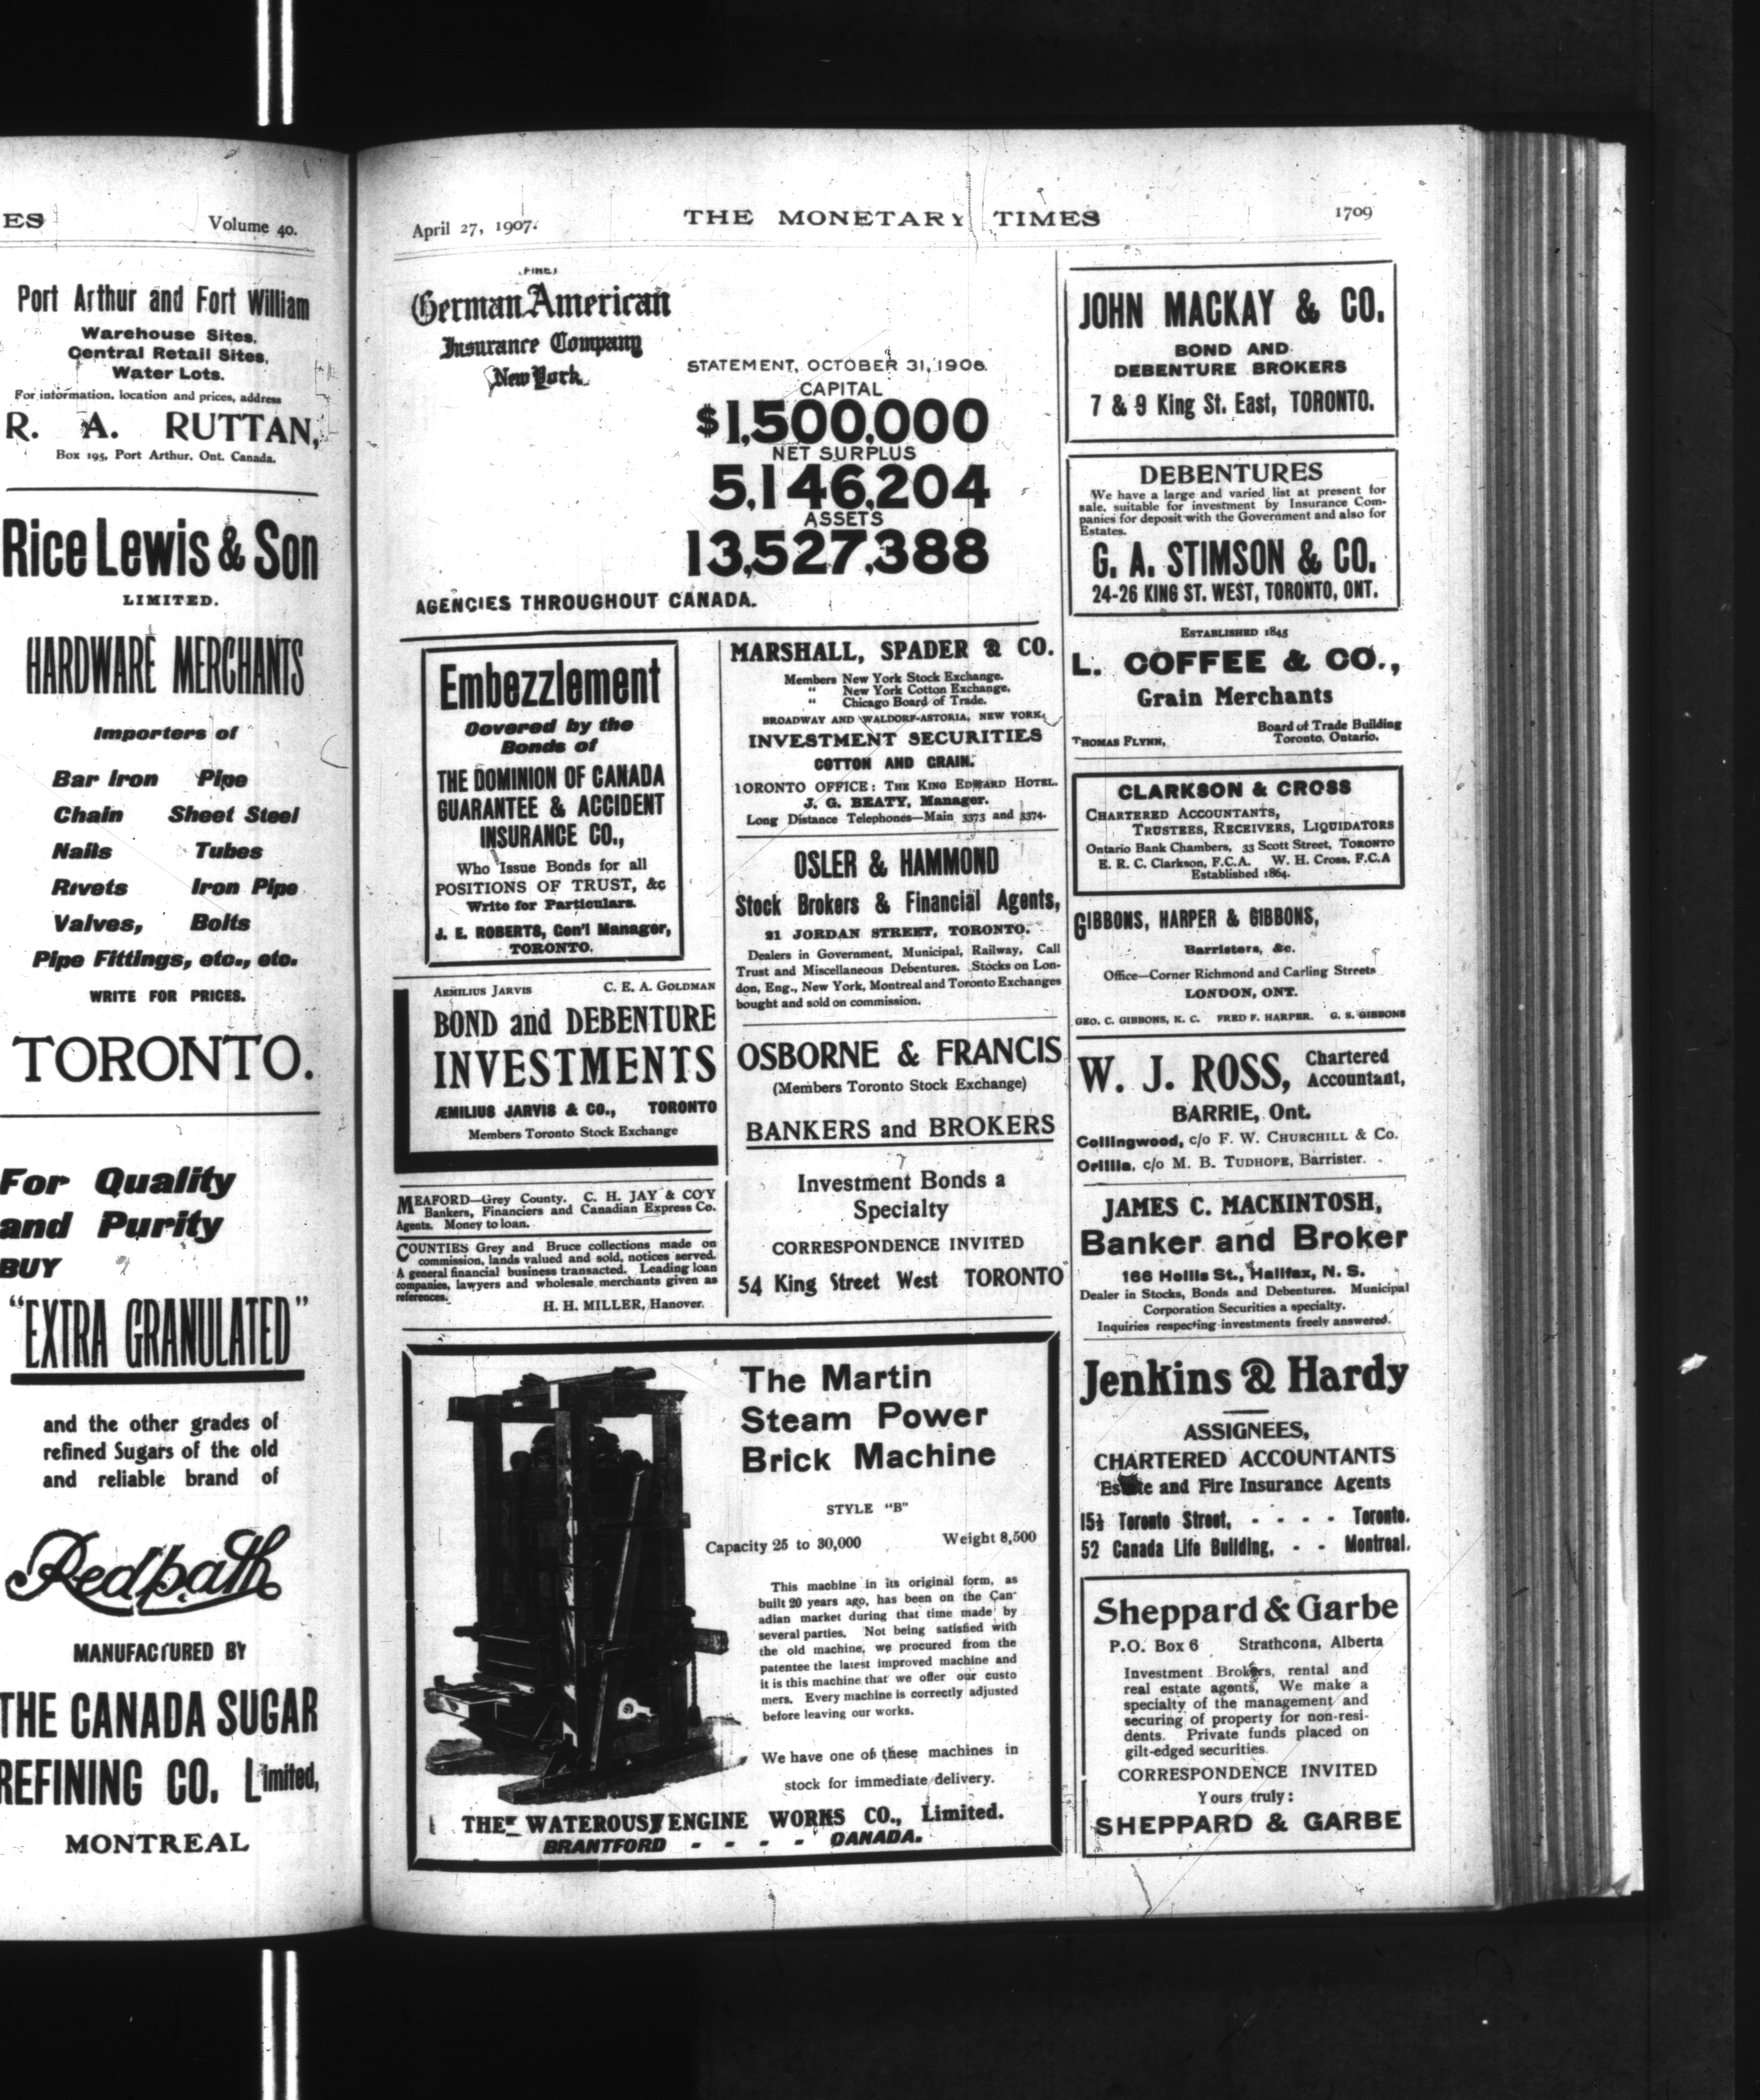 ES
Volume 40.
Port Arthur and Fort William
Warehouse Sites,
Central Retail Sites,
Water Lots.
For information, location and prices, address
R. A. RUTTAN,
Box 195, Port Arthur, Ont. Canada.
Rice Lewis & Son
LIMITED.
HARDWARE MERCHANTS
Importers of
Bar Iron Pipe
Chain Sheet Steel
Nails Tubes
Rivets Iron Pipe
Valves, Bolts
Pipe Fittings, etc., etc.
WRITE FOR PRICES.
TORONTO.
For Quality
and Purity
BUY
"EXTRA GRANULATED"
and the other grades of
refined Sugars of the old
and reliable brand of
Redpath
MANUFACTURED BY
THE CANADA SUGAR
REFINING CO. Limited,
MONTREAL
April 27, 1907.
THE MONETARY TIMES
1709
(FIRE)
German American
Insurance Company
New York
STATEMENT, OCTOBER 31, 1906.
CAPITAL
$1,500,000
NET SURPLUS
5,146,204
ASSETS
13,527,388
AGENCIES THROUGHOUT CANADA.
Embezzlement
Covered by the
Bonds of
THE DOMINION OF CANADA
GUARANTEE & ACCIDENT
INSURANCE CO.,
Who Issue Bonds for all
POSITIONS OF TRUST, &c
Write for Particulars.
J. E. ROBERTS, Gen'l Manager,
TORONTO.
AEMILIUS JARVIS C. E. A. GOLDMAN
BOND and DEBENTURE
INVESTMENTS
ÆMILIUS JARVIS & CO., TORONTO
Members Toronto Stock Exchange
MEAFORD—Grey County. C. H. JAY & CO'Y
Bankers, Financiers and Canadian Express Co.
Agents. Money to loan.
COUNTIES Grey and Bruce collections made on
commission, lands valued and sold, notices served.
A general financial business transacted. Leading loan
companies, lawyers and wholesale merchants given as
references.
H. H. MILLER, Hanover.
MARSHALL, SPADER & CO.
Members New York Stock Exchange.
" New York Cotton Exchange.
" Chicago Board of Trade.
BROADWAY AND WALDORF-ASTORIA, NEW YORK.
INVESTMENT SECURITIES
COTTON AND GRAIN.
TORONTO OFFICE: THE KING EDWARD HOTEL.
J. G. BEATY, Manager.
Long Distance Telephones—Main 3373 and 3374.
OSLER & HAMMOND
Stock Brokers & Financial Agents,
21 JORDAN STREET, TORONTO.
Dealers in Government, Municipal, Railway, Call
Trust and Miscellaneous Debentures. Stocks on Lon-
don, Eng., New York, Montreal and Toronto Exchanges
bought and sold on commission.
OSBORNE & FRANCIS
(Members Toronto Stock Exchange)
BANKERS and BROKERS
Investment Bonds a
Specialty
CORRESPONDENCE INVITED
54 King Street West TORONTO
The Martin
Steam Power
Brick Machine
STYLE "B"
Capacity 25 to 30,000 Weight 8,500
This machine in its original form, as
built 20 years ago, has been on the Can-
adian market during that time made by
several parties. Not being satisfied with
the old machine, we procured from the
patentee the latest improved machine and
it is this machine that we offer our custo
mers. Every machine is correctly adjusted
before leaving our works.
We have one of these machines in
stock for immediate delivery.
THE WATEROUS ENGINE WORKS CO., Limited.
BRANTFORD - - - - CANADA.
JOHN MACKAY & CO.
BOND AND
DEBENTURE BROKERS
7 & 9 King St. East, TORONTO.
DEBENTURES
We have a large and varied list at present for
sale, suitable for investment by Insurance Com-
panies for deposit with the Government and also for
Estates.
G. A. STIMSON & CO.
24-26 KING ST. WEST, TORONTO, ONT.
ESTABLISHED 1845
L. COFFEE & CO.,
Grain Merchants
THOMAS FLYNN,
Board of Trade Building
Toronto, Ontario.
CLARKSON & CROSS
CHARTERED ACCOUNTANTS,
TRUSTEES, RECEIVERS, LIQUIDATORS
Ontario Bank Chambers, 33 Scott Street, TORONTO
E. R. C. Clarkson, F.C.A. W. H. Cross, F.C.A
Established 1864.
GIBBONS, HARPER & GIBBONS,
Barristers, &c.
Office—Corner Richmond and Carling Streets
LONDON, ONT.
GEO. C. GIBBONS, K. C. FRED F. HARPER. G. S. GIBBONS
W. J. ROSS, Chartered
Accountant,
BARRIE, Ont.
Collingwood, c/o F. W. CHURCHILL & Co.
Orillia, c/o M. B. TUDHOPE, Barrister.
JAMES C. MACKINTOSH,
Banker and Broker
166 Hollis St., Halifax, N. S.
Dealer in Stocks, Bonds and Debentures. Municipal
Corporation Securities a specialty.
Inquiries respecting investments freely answered.
Jenkins & Hardy
ASSIGNEES,
CHARTERED ACCOUNTANTS
Estate and Fire Insurance Agents
15½ Toronto Street, - - - - Toronto.
52 Canada Life Building, - - Montreal.
Sheppard & Garbe
P.O. Box 6 Strathcona, Alberta
Investment Brokers, rental and
real estate agents, We make a
specialty of the management and
securing of property for non-resi-
dents. Private funds placed on
gilt-edged securities.
CORRESPONDENCE INVITED
Yours truly:
SHEPPARD & GARBE